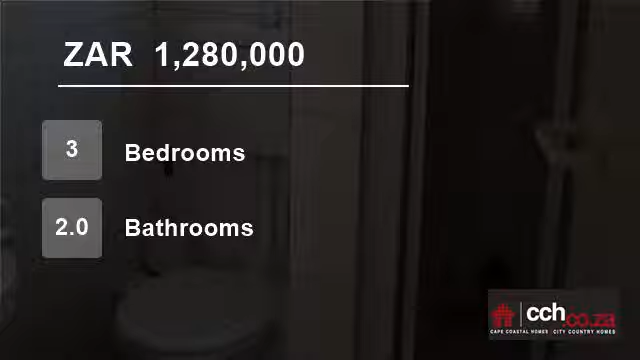 ZAR 1,280,000
3 Bedrooms
2.0 Bathrooms
cch.co.za
CAPE COASTAL HOMES CITY COUNTRY HOMES